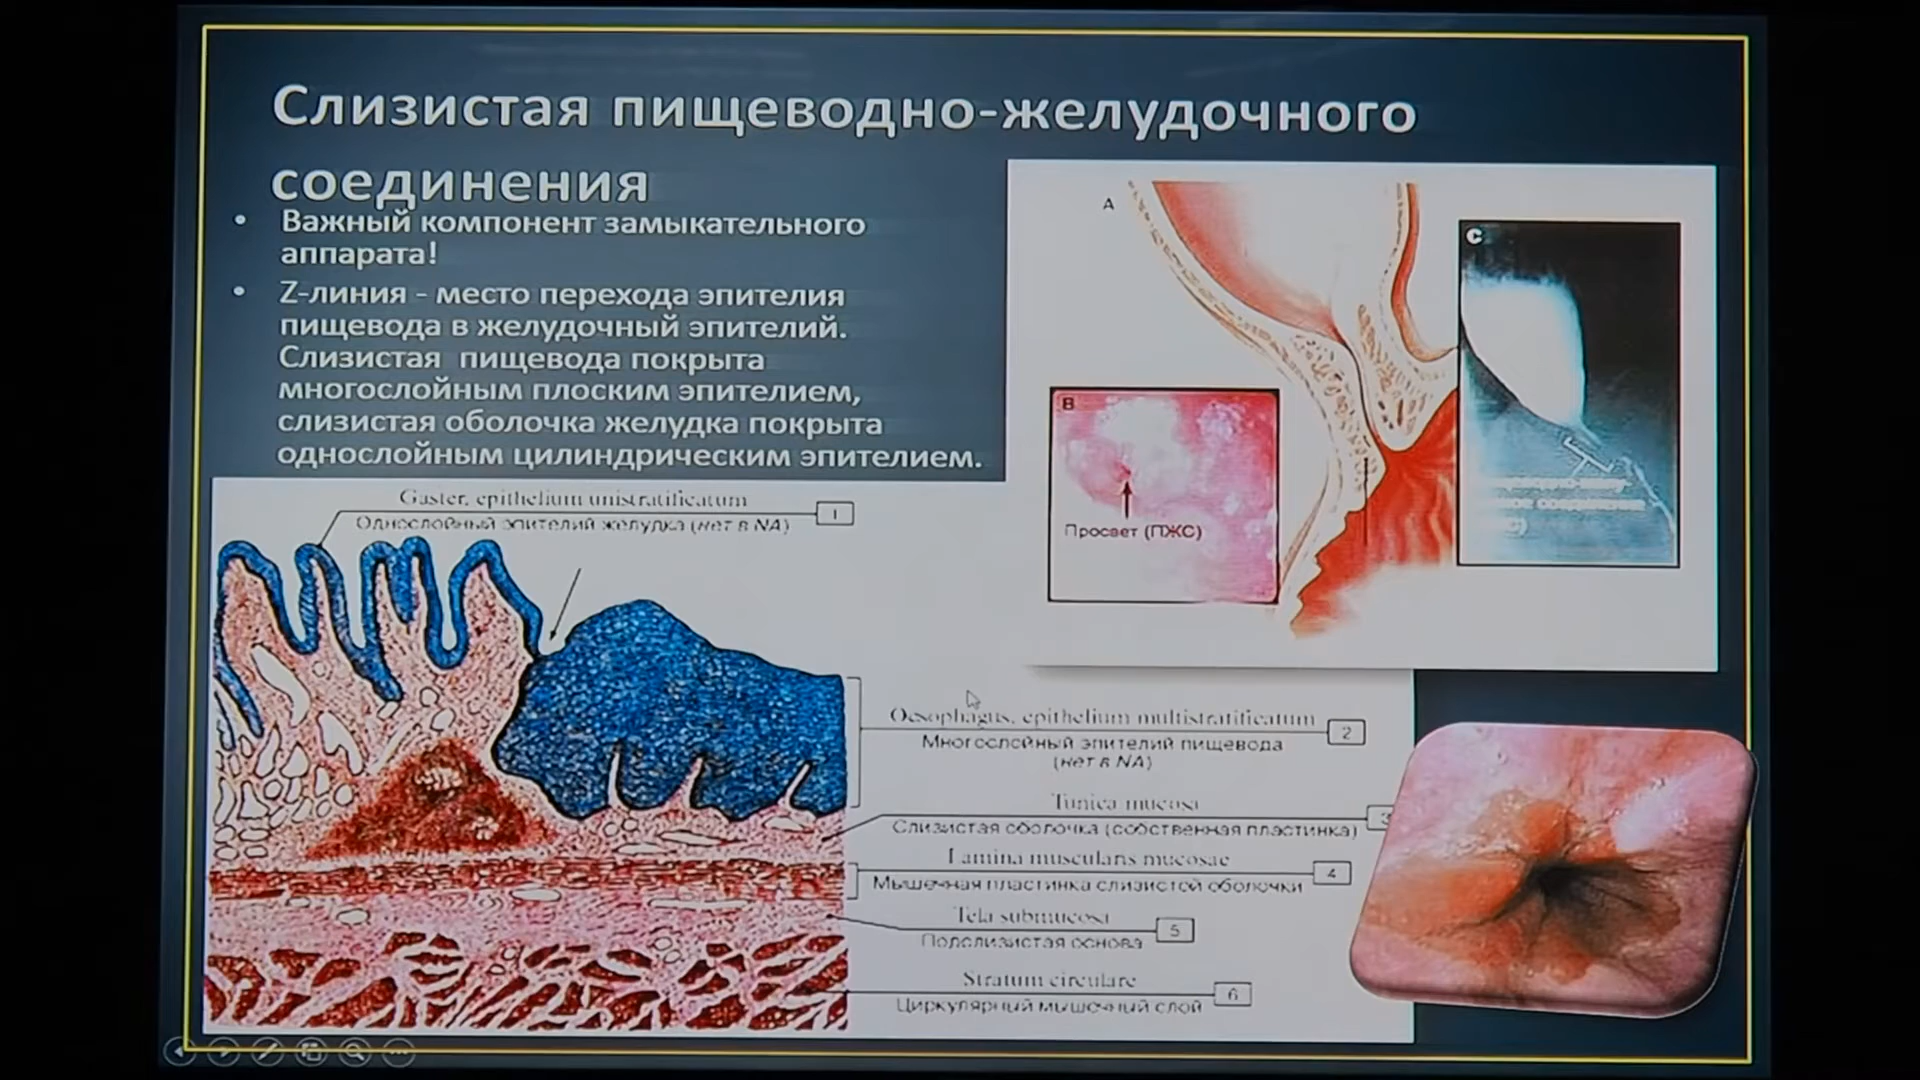 Слизистая пищеводно-желудочного
соединения
• Важный компонент замыкательного
аппарата!
• Z-линия - место перехода эпителия
пищевода в желудочный эпителий.
Слизистая пищевода покрыта
многослойным плоским эпителием,
слизистая оболочка желудка покрыта
однослойным цилиндрическим эпителием.
A
B
Просвет (ПЖС)
C
Gaster, epithelium unistratificatum
Однослойный эпителий желудка (нет в NA)
1
Oesophagus, epithelium multistratificatum
2
Многослойный эпителий пищевода
(нет в NA)
Tunica mucosa
3
Слизистая оболочка (собственная пластинка)
Lamina muscularis mucosae
4
Мышечная пластинка слизистой оболочки
Tela submucosa
5
Подслизистая основа
Stratum circulare
6
Циркулярный мышечный слой